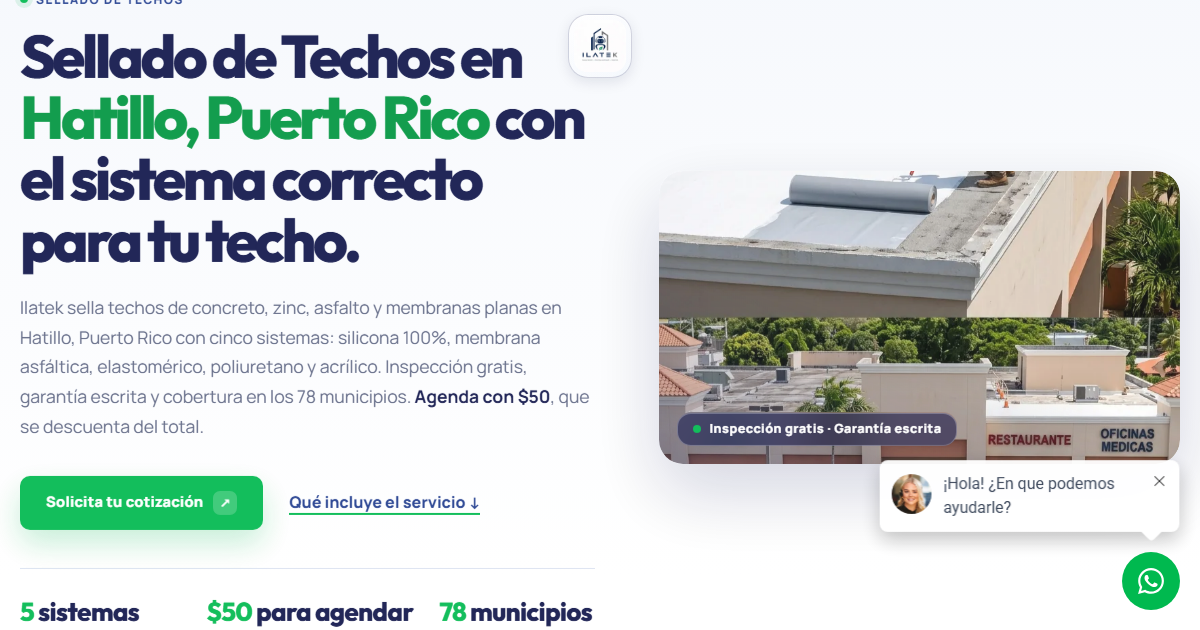 SELLADO DE TECHOS
Sellado de Techos en
Hatillo, Puerto Rico con
el sistema correcto
para tu techo.
ILATEK
Ilatek sella techos de concreto, zinc, asfalto y membranas planas en
Hatillo, Puerto Rico con cinco sistemas: silicona 100%, membrana
asfáltica, elastomérico, poliuretano y acrílico. Inspección gratis,
garantía escrita y cobertura en los 78 municipios. Agenda con $50, que
se descuenta del total.
Solicita tu cotización ↗
Qué incluye el servicio ↓
5 sistemas
$50 para agendar
78 municipios
RESTAURANTE
OFICINAS
MEDICAS
Inspección gratis · Garantía escrita
¡Hola! ¿En que podemos
ayudarle?